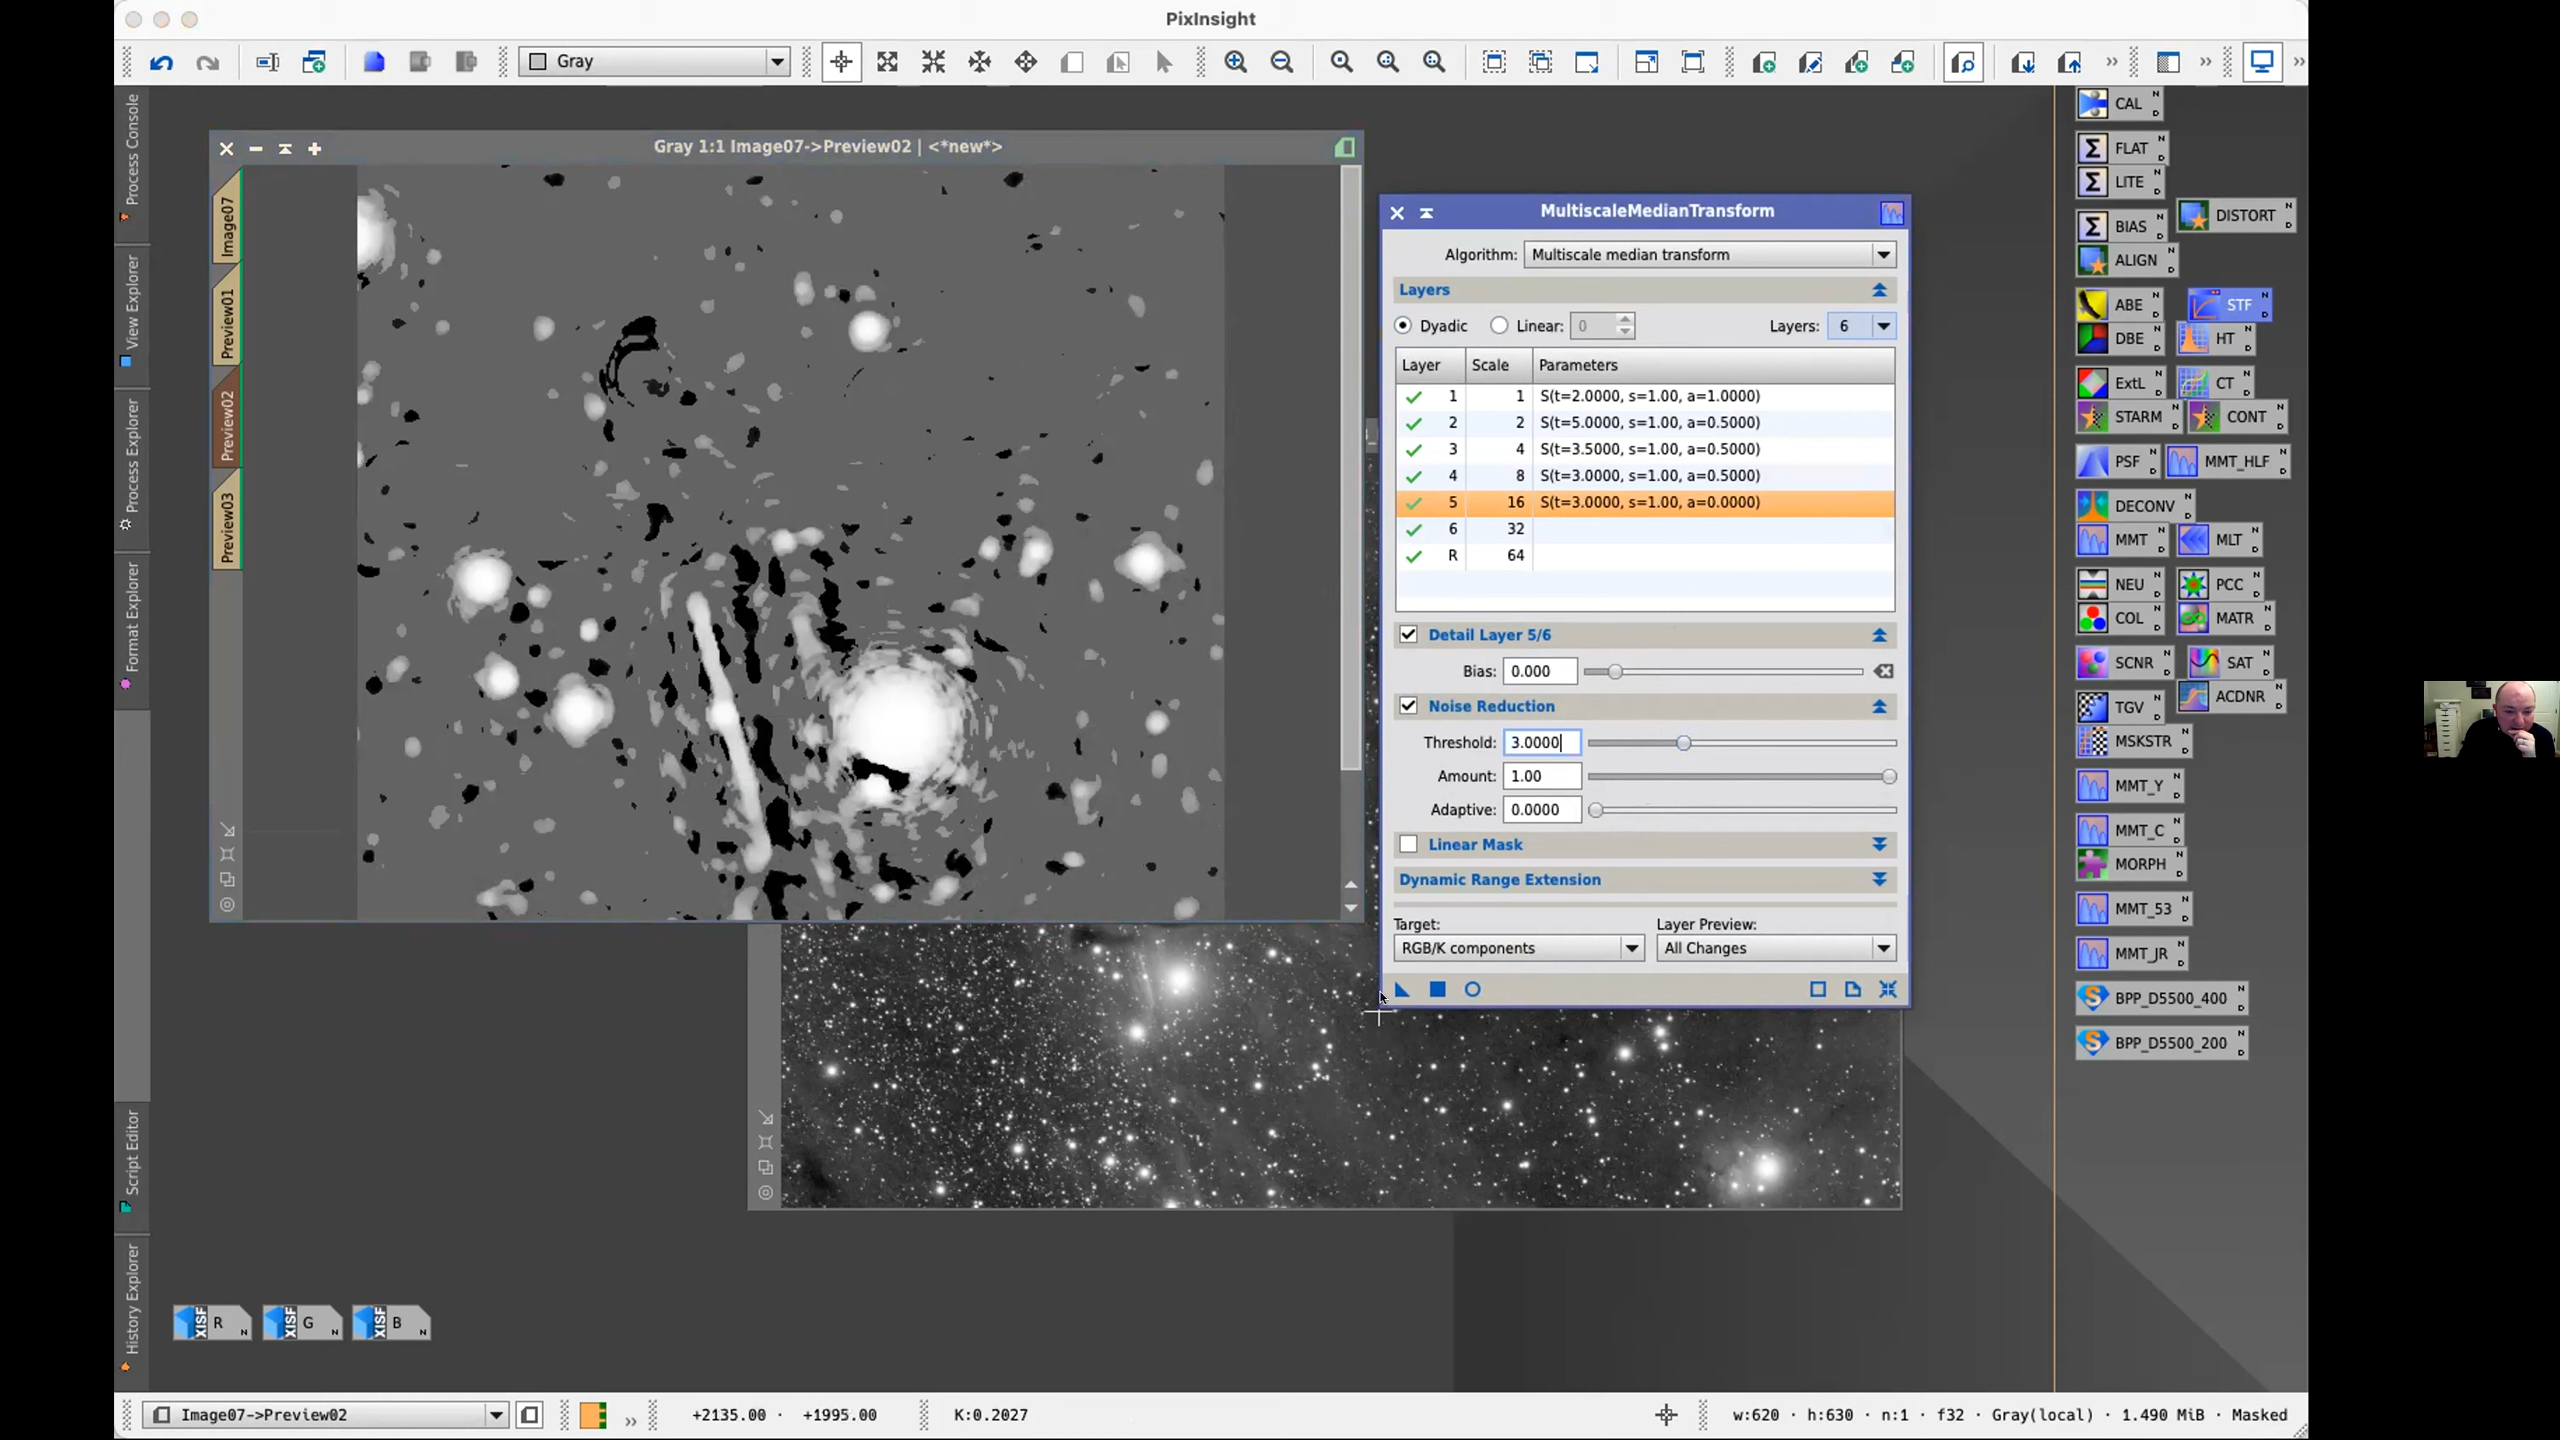 PixInsight
Gray
Process Console
View Explorer
Process Explorer
Format Explorer
Script Editor
History Explorer
Gray 1:1 Image07->Preview02 | <*new*>
Image07
Preview01
Preview02
Preview03
MultiscaleMedianTransform
Algorithm: Multiscale median transform
Layers
Dyadic Linear: 0 Layers: 6
Layer Scale Parameters
1 1 S(t=2.0000, s=1.00, a=1.0000)
2 2 S(t=5.0000, s=1.00, a=0.5000)
3 4 S(t=3.5000, s=1.00, a=0.5000)
4 8 S(t=3.0000, s=1.00, a=0.5000)
5 16 S(t=3.0000, s=1.00, a=0.0000)
6 32
R 64
Detail Layer 5/6
Bias: 0.000
Noise Reduction
Threshold: 3.0000
Amount: 1.00
Adaptive: 0.0000
Linear Mask
Dynamic Range Extension
Target: Layer Preview:
RGB/K components All Changes
CAL
FLAT
LITE
DISTORT
BIAS
ALIGN
ABE STF
DBE HT
ExtL CT
STARM CONT
PSF MMT_HLF
DECONV
MMT MLT
NEU PCC
COL MATR
SCNR SAT
TGV ACDNR
MSKSTR
MMT_Y
MMT_C
MORPH
MMT_53
MMT_JR
BPP_D5500_400
BPP_D5500_200
XISF R XISF G XISF B
Image07->Preview02 +2135.00 · +1995.00 K:0.2027 w:620 · h:630 · n:1 · f32 · Gray(local) · 1.490 MiB · Masked